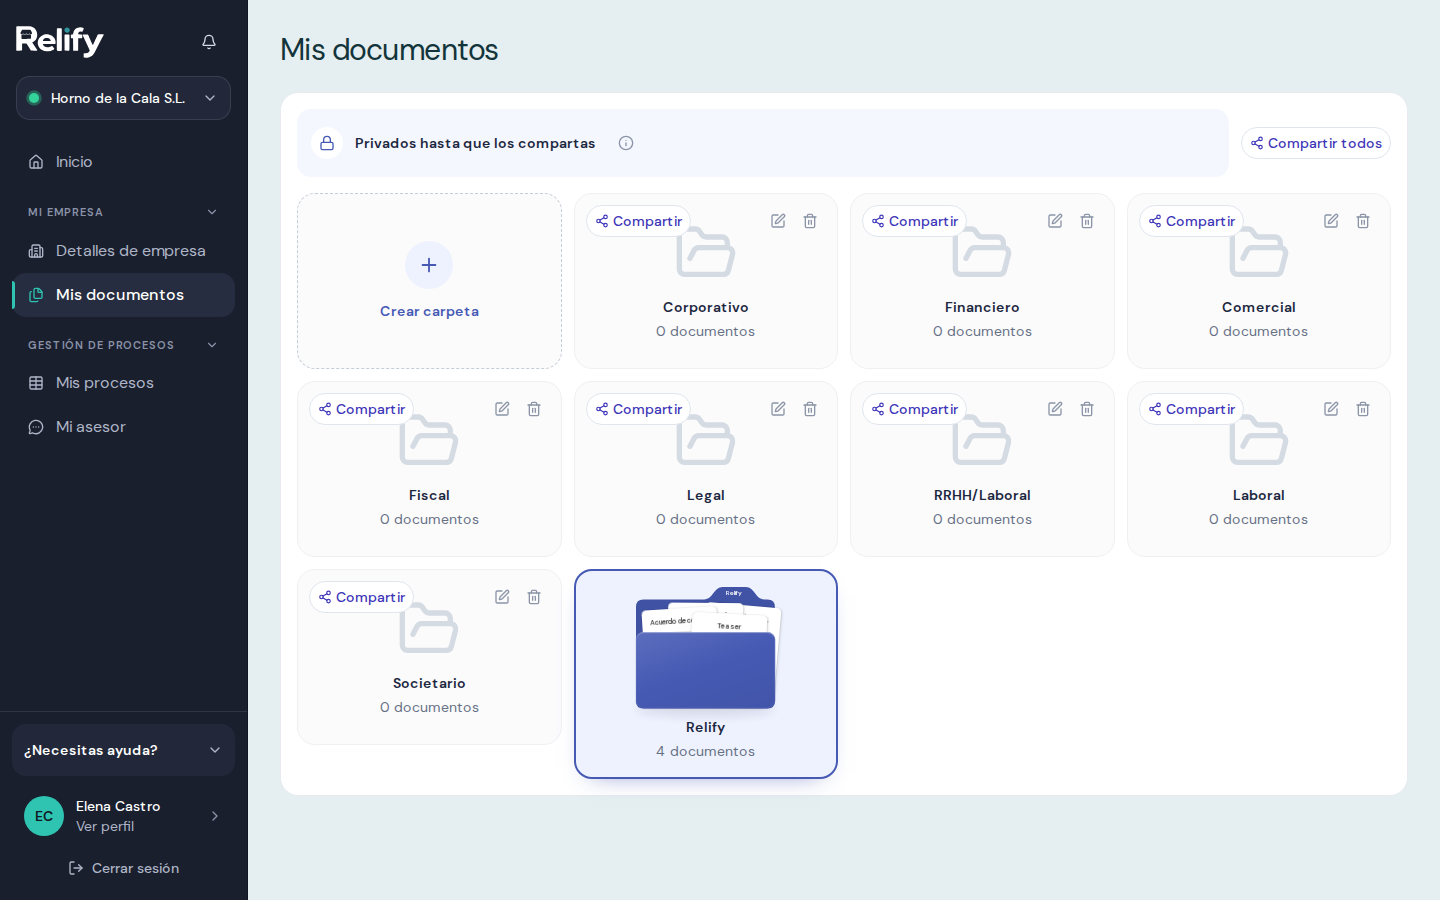 Relify
Horno de la Cala S.L.
Inicio
MI EMPRESA
Detalles de empresa
Mis documentos
GESTIÓN DE PROCESOS
Mis procesos
Mi asesor
¿Necesitas ayuda?
EC
Elena Castro
Ver perfil
Cerrar sesión
Mis documentos
Privados hasta que los compartas
Compartir todos
Crear carpeta
Compartir
Corporativo
0 documentos
Compartir
Financiero
0 documentos
Compartir
Comercial
0 documentos
Compartir
Fiscal
0 documentos
Compartir
Legal
0 documentos
Compartir
RRHH/Laboral
0 documentos
Compartir
Laboral
0 documentos
Compartir
Societario
0 documentos
Relify
Acuerdo de
Teaser
Relify
4 documentos